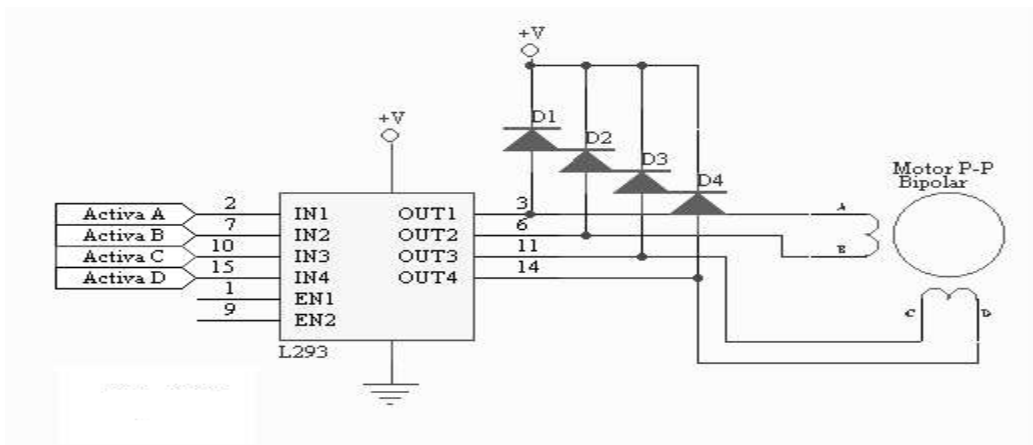 +V
D1
+V
D2
D3
Motor P-P
Bipolar
D4
Activa A
2
IN1
OUT1
3
A
Activa B
7
IN2
OUT2
6
Activa C
10
IN3
OUT3
11
B
Activa D
15
IN4
OUT4
14
1
EN1
9
EN2
C
D
L293